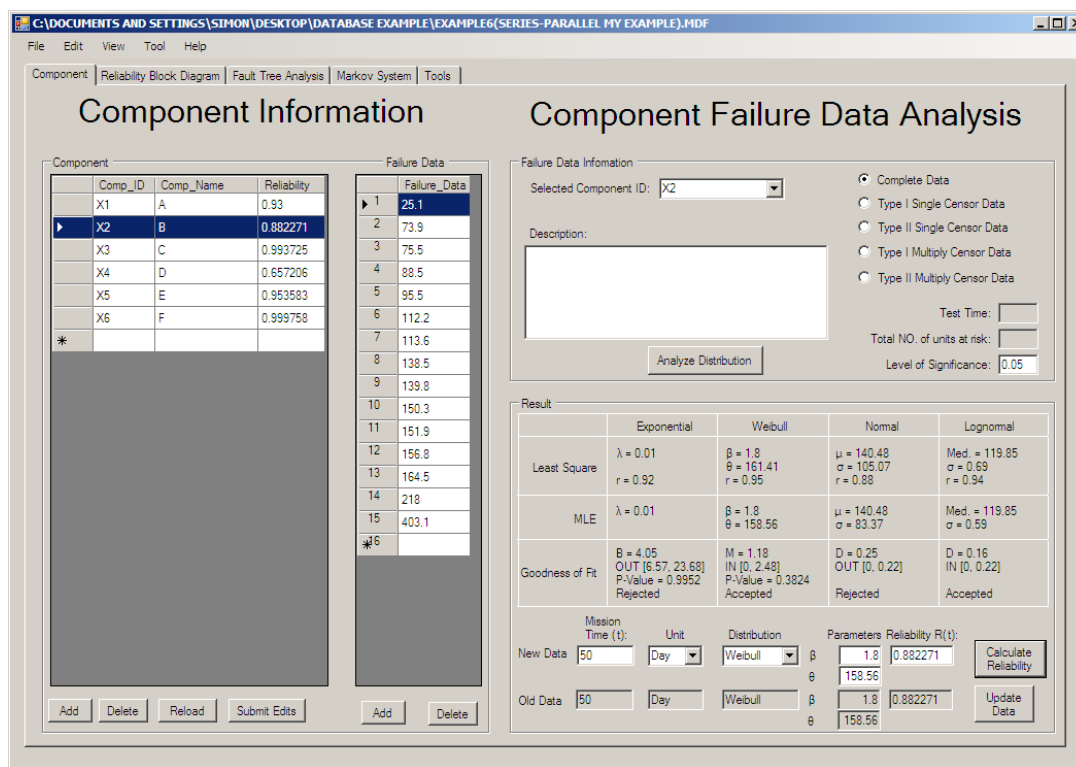 C:\DOCUMENTS AND SETTINGS\SIMON\DESKTOP\DATABASE EXAMPLE\EXAMPLE6(SERIES-PARALLEL MY EXAMPLE).MDF
File Edit View Tool Help
Component Reliability Block Diagram Fault Tree Analysis Markov System Tools
Component Information
Component
Comp_ID Comp_Name Reliability
X1 A 0.93
X2 B 0.882271
X3 C 0.993725
X4 D 0.657206
X5 E 0.953583
X6 F 0.999758
Add Delete Reload Submit Edits
Failure Data
Failure_Data
1 25.1
2 73.9
3 75.5
4 88.5
5 95.5
6 112.2
7 113.6
8 138.5
9 139.8
10 150.3
11 151.9
12 156.8
13 164.5
14 218
15 403.1
16
Add Delete
Component Failure Data Analysis
Failure Data Infomation
Selected Component ID: X2
Description:
Analyze Distribution
Complete Data
Type I Single Censor Data
Type II Single Censor Data
Type I Multiply Censor Data
Type II Multiply Censor Data
Test Time:
Total NO. of units at risk:
Level of Significance: 0.05
Result
Exponential Weibull Normal Lognormal
Least Square
λ = 0.01
r = 0.92
β = 1.8
θ = 161.41
r = 0.95
μ = 140.48
σ = 105.07
r = 0.88
Med. = 119.85
σ = 0.69
r = 0.94
MLE
λ = 0.01
β = 1.8
θ = 158.56
μ = 140.48
σ = 83.37
Med. = 119.85
σ = 0.59
Goodness of Fit
B = 4.05
OUT [6.57, 23.68]
P-Value = 0.9952
Rejected
M = 1.18
IN [0, 2.48]
P-Value = 0.3824
Accepted
D = 0.25
OUT [0, 0.22]
Rejected
D = 0.16
IN [0, 0.22]
Accepted
Mission
Time (t): Unit Distribution Parameters Reliability R(t):
New Data 50 Day Weibull β 1.8 0.882271
θ 158.56
Calculate
Reliability
Old Data 50 Day Weibull β 1.8 0.882271
θ 158.56
Update
Data